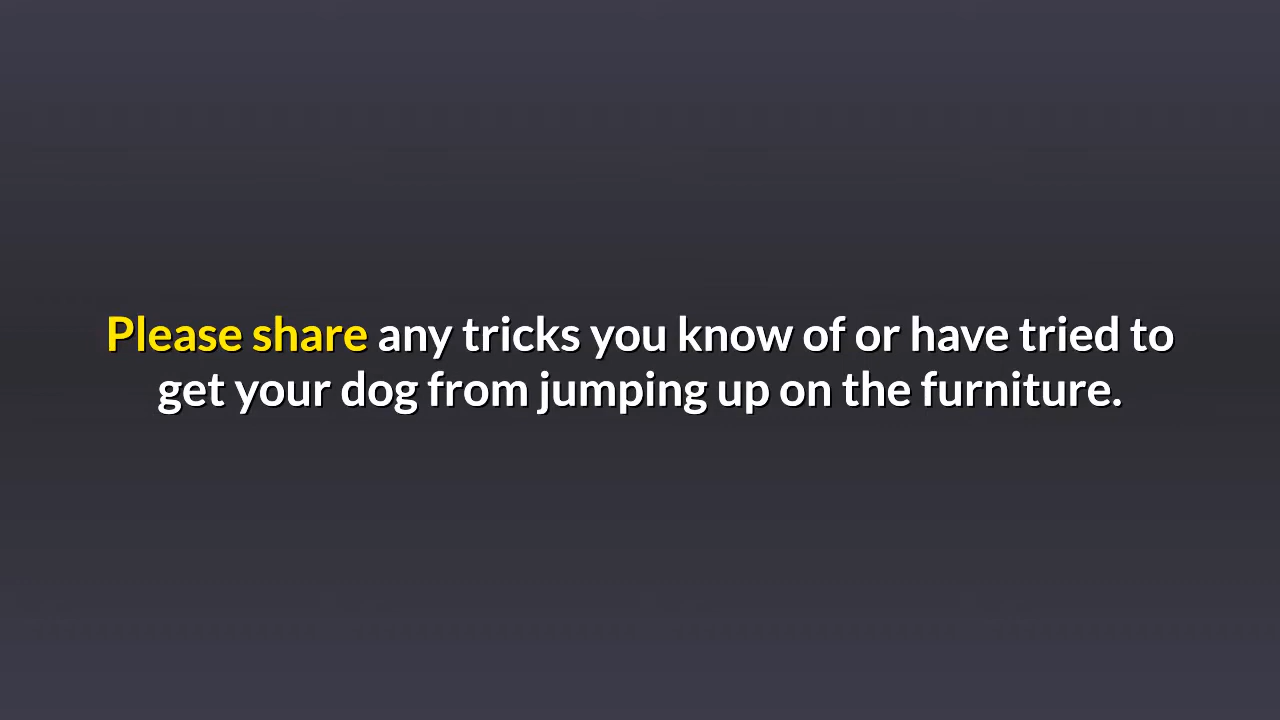 Please share any tricks you know of or have tried to
get your dog from jumping up on the furniture.